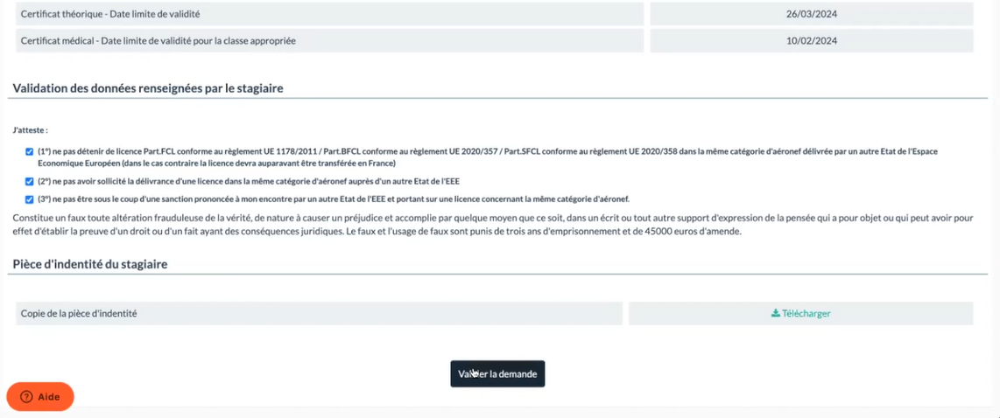 Certificat théorique - Date limite de validité 26/03/2024
Certificat médical - Date limite de validité pour la classe appropriée 10/02/2024
Validation des données renseignées par le stagiaire
J'atteste :
(1°) ne pas détenir de licence Part.FCL conforme au règlement UE 1178/2011 / Part.BFCL conforme au règlement UE 2020/357 / Part.SFCL conforme au règlement UE 2020/358 dans la même catégorie d'aéronef délivrée par un autre Etat de l'Espace
Economique Européen (dans le cas contraire la licence devra auparavant être transférée en France)
(2°) ne pas avoir sollicité la délivrance d'une licence dans la même catégorie d'aéronef auprès d'un autre Etat de l'EEE
(3°) ne pas être sous le coup d'une sanction prononcée à mon encontre par un autre Etat de l'EEE et portant sur une licence concernant la même catégorie d'aéronef.
Constitue un faux toute altération frauduleuse de la vérité, de nature à causer un préjudice et accomplie par quelque moyen que ce soit, dans un écrit ou tout autre support d'expression de la pensée qui a pour objet ou qui peut avoir pour
effet d'établir la preuve d'un droit ou d'un fait ayant des conséquences juridiques. Le faux et l'usage de faux sont punis de trois ans d'emprisonnement et de 45000 euros d'amende.
Pièce d'indentité du stagiaire
Copie de la pièce d'indentité Télécharger
Valider la demande
Aide